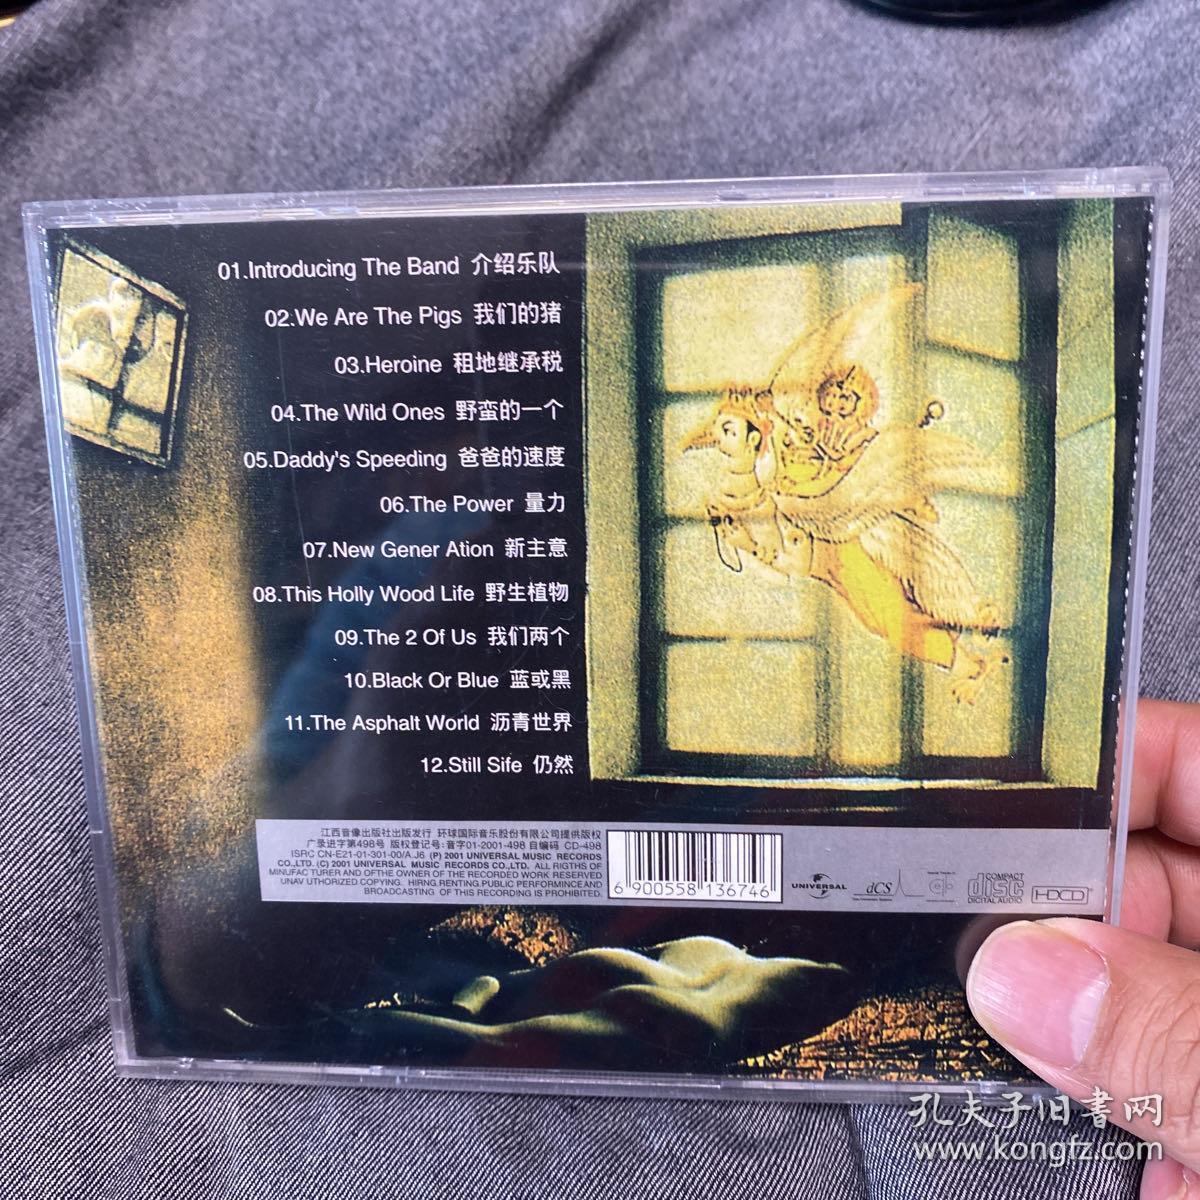 01.Introducing The Band 介绍乐队
02.We Are The Pigs 我们的猪
03.Heroine 租地继承税
04.The Wild Ones 野蛮的一个
05.Daddy's Speeding 爸爸的速度
06.The Power 量力
07.New Gener Ation 新主意
08.This Holly Wood Life 野生植物
09.The 2 Of Us 我们两个
10.Black Or Blue 蓝或黑
11.The Asphalt World 沥青世界
12.Still Sife 仍然
江西音像出版社出版发行 环球国际音乐股份有限公司提供版权
广录进字第498号 版权登记号:音字01-2001-498 自编码 CD-498
ISRC CN-E21-01-301-00/A.J6 (P) 2001 UNIVERSAL MUSIC RECORDS
CO.,LTD. (C) 2001 UNIVERSAL MUSIC RECORDS CO.,LTD. ALL RIGTHS OF
MINUFAC TURER AND OFTHE OWNER OF THE RECORDED WORK RESERVED
UNAV UTHORIZED COPYING. HIRNG.RENTING.PUBLIC PERFORMINCE AND
BROADCASTING OF THIS RECORDING IS PROHIBITED.
6 900558 136746
UNIVERSAL
dCS
COMPACT
disc
DIGITAL AUDIO
HDCD
孔夫子旧书网
www.kongfz.com